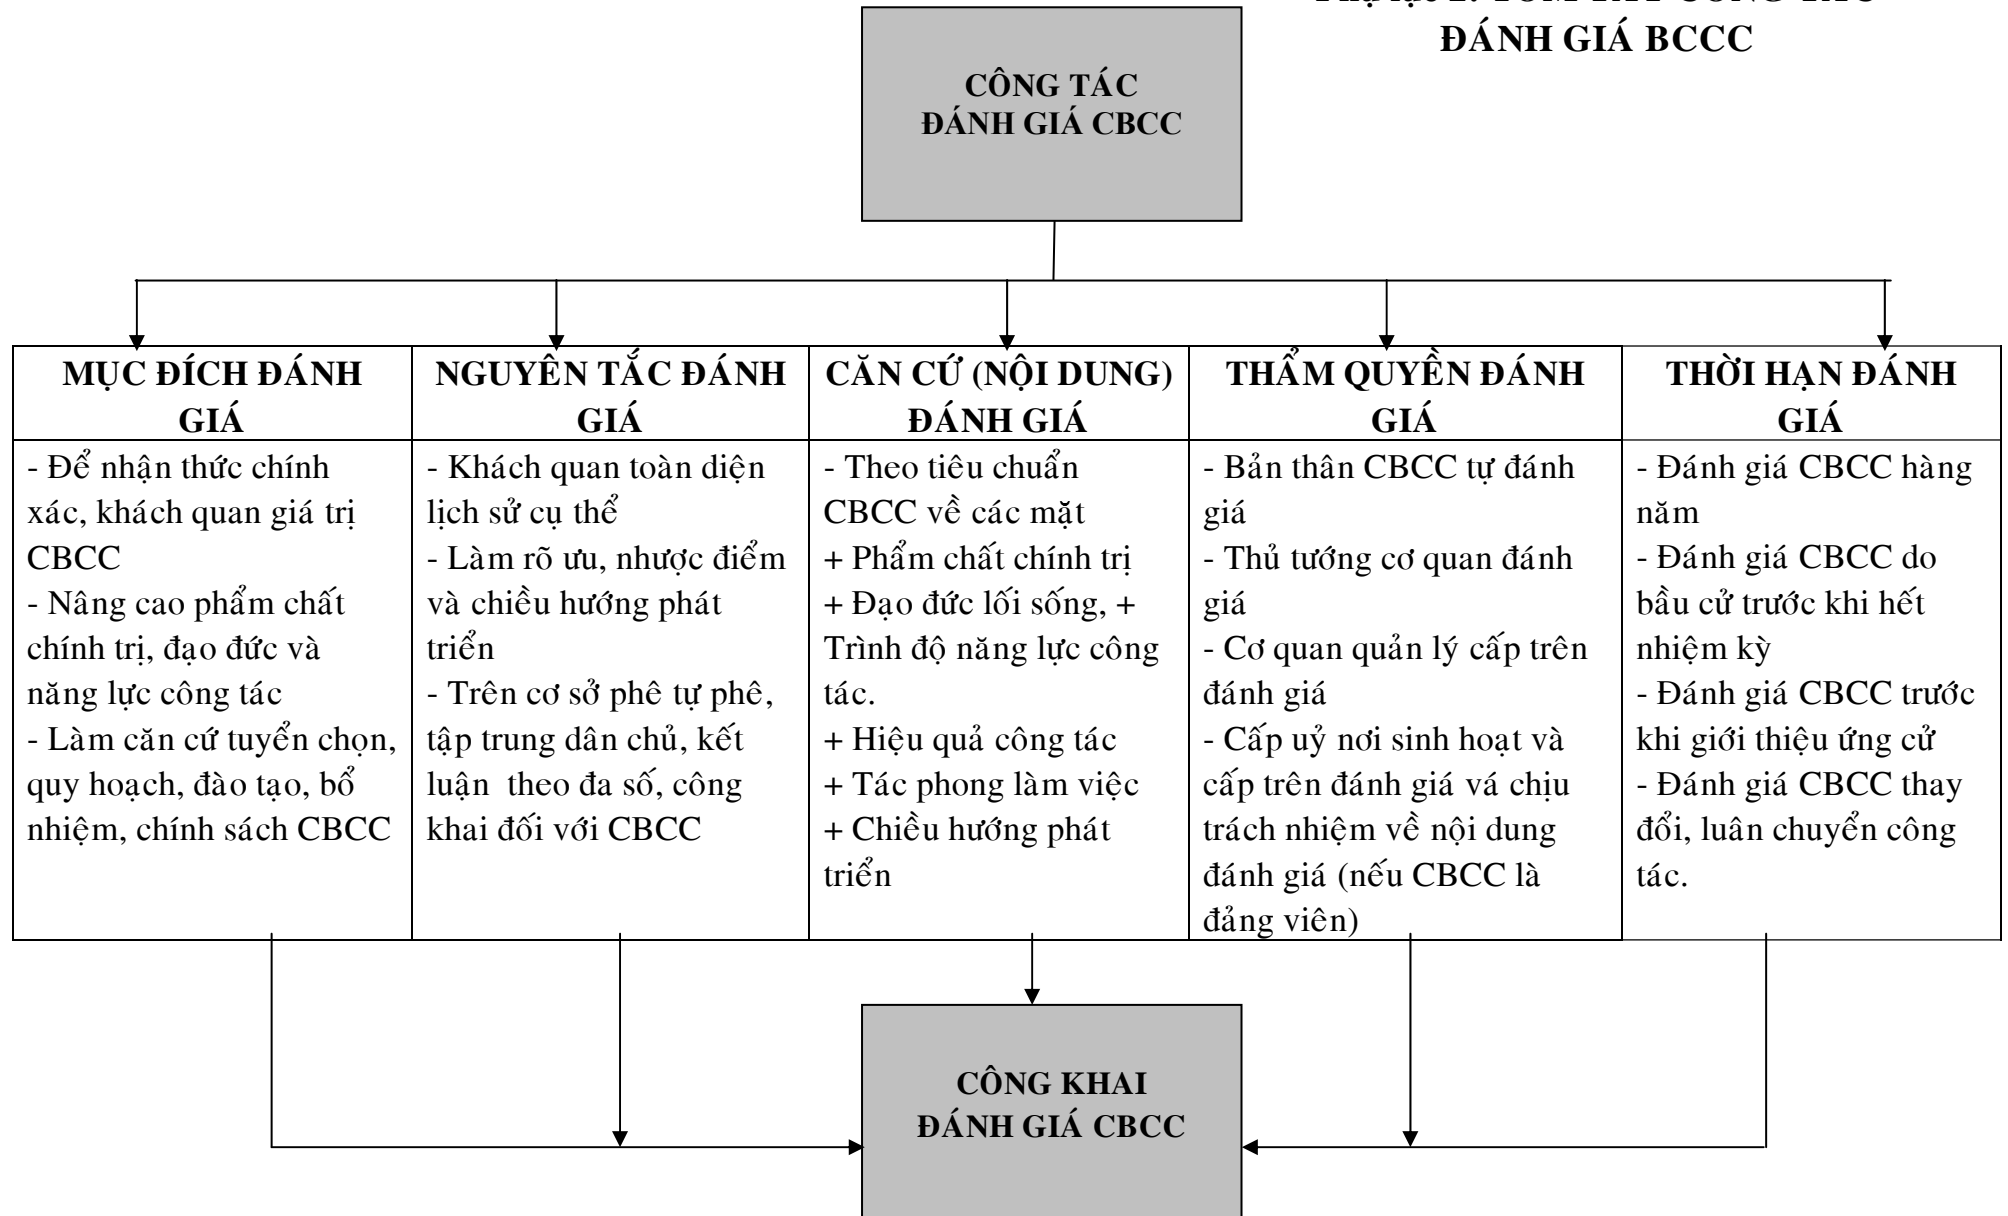 ĐÁNH GIÁ BCCC
CÔNG TÁC
ĐÁNH GIÁ CBCC
MỤC ĐÍCH ĐÁNH
GIÁ
- Để nhận thức chính
xác, khách quan giá trị
CBCC
- Nâng cao phẩm chất
chính trị, đạo đức và
năng lực công tác
- Làm căn cứ tuyển chọn,
quy hoạch, đào tạo, bổ
nhiệm, chính sách CBCC
NGUYÊN TẮC ĐÁNH
GIÁ
- Khách quan toàn diện
lịch sử cụ thể
- Làm rõ ưu, nhược điểm
và chiều hướng phát
triển
- Trên cơ sở phê tự phê,
tập trung dân chủ, kết
luận theo đa số, công
khai đối với CBCC
CĂN CỨ (NỘI DUNG)
ĐÁNH GIÁ
- Theo tiêu chuẩn
CBCC về các mặt
+ Phẩm chất chính trị
+ Đạo đức lối sống, +
Trình độ năng lực công
tác.
+ Hiệu quả công tác
+ Tác phong làm việc
+ Chiều hướng phát
triển
THẨM QUYỀN ĐÁNH
GIÁ
- Bản thân CBCC tự đánh
giá
- Thủ tướng cơ quan đánh
giá
- Cơ quan quản lý cấp trên
đánh giá
- Cấp uỷ nơi sinh hoạt và
cấp trên đánh giá vá chịu
trách nhiệm về nội dung
đánh giá (nếu CBCC là
đảng viên)
THỜI HẠN ĐÁNH
GIÁ
- Đánh giá CBCC hàng
năm
- Đánh giá CBCC do
bầu cử trước khi hết
nhiệm kỳ
- Đánh giá CBCC trước
khi giới thiệu ứng cử
- Đánh giá CBCC thay
đổi, luân chuyển công
tác.
CÔNG KHAI
ĐÁNH GIÁ CBCC